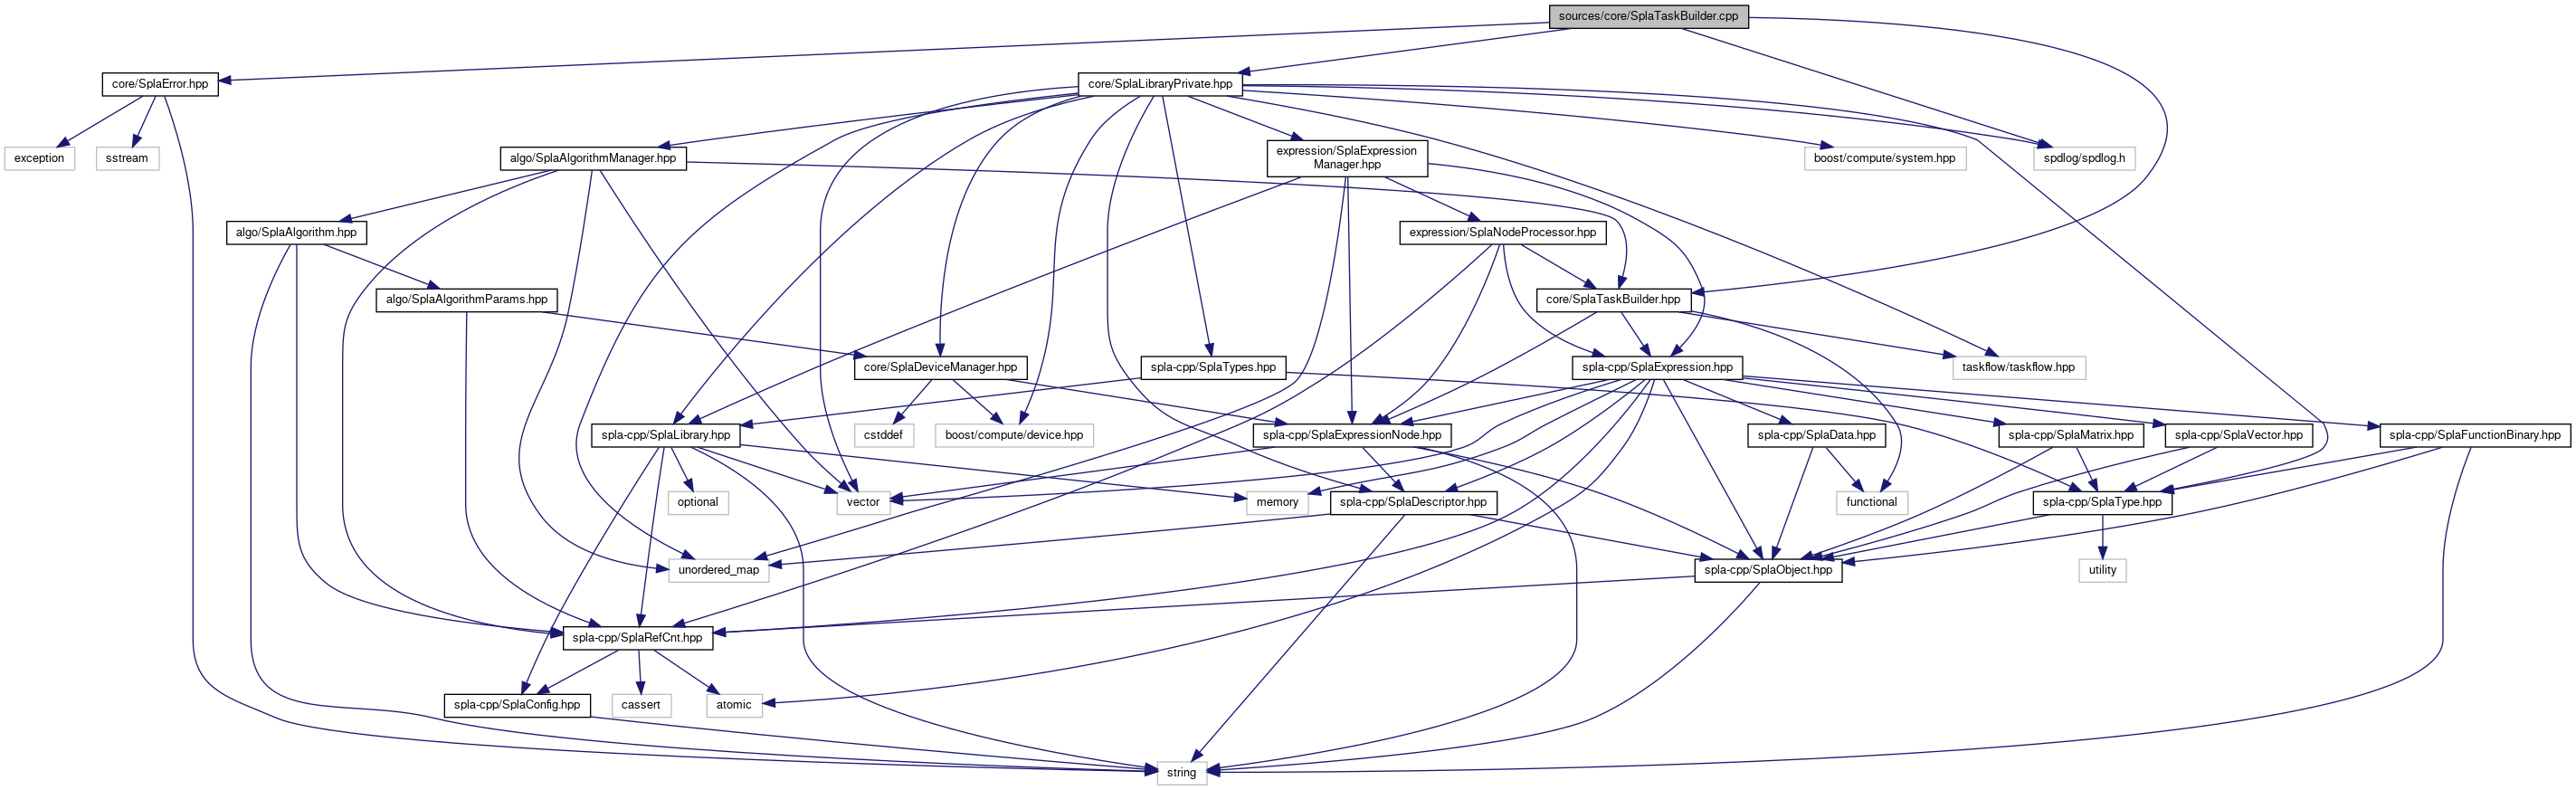 sources/core/SplaTaskBuilder.cpp
core/SplaError.hpp
core/SplaLibraryPrivate.hpp
exception
sstream
algo/SplaAlgorithmManager.hpp
expression/SplaExpression
Manager.hpp
boost/compute/system.hpp
spdlog/spdlog.h
algo/SplaAlgorithm.hpp
expression/SplaNodeProcessor.hpp
algo/SplaAlgorithmParams.hpp
core/SplaTaskBuilder.hpp
core/SplaDeviceManager.hpp
spla-cpp/SplaTypes.hpp
spla-cpp/SplaExpression.hpp
taskflow/taskflow.hpp
spla-cpp/SplaLibrary.hpp
cstddef
boost/compute/device.hpp
spla-cpp/SplaExpressionNode.hpp
spla-cpp/SplaData.hpp
spla-cpp/SplaMatrix.hpp
spla-cpp/SplaVector.hpp
spla-cpp/SplaFunctionBinary.hpp
optional
vector
memory
spla-cpp/SplaDescriptor.hpp
functional
spla-cpp/SplaType.hpp
unordered_map
spla-cpp/SplaObject.hpp
utility
spla-cpp/SplaRefCnt.hpp
spla-cpp/SplaConfig.hpp
cassert
atomic
string